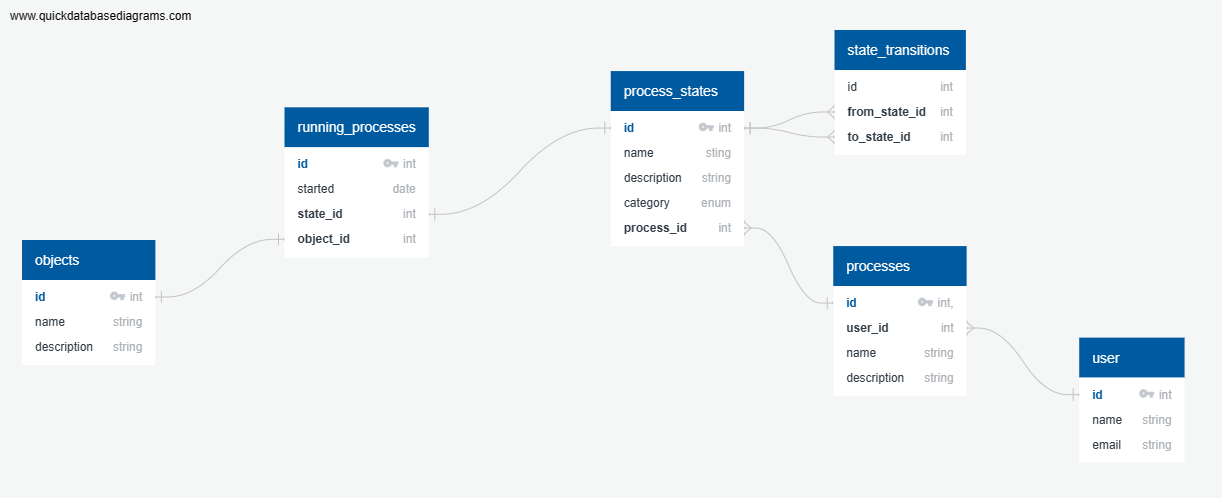 www.quickdatabasediagrams.com
state_transitions
id int
from_state_id int
to_state_id int
process_states
id int
name sting
description string
category enum
process_id int
running_processes
id int
started date
state_id int
object_id int
objects
id int
name string
description string
processes
id int,
user_id int
name string
description string
user
id int
name string
email string